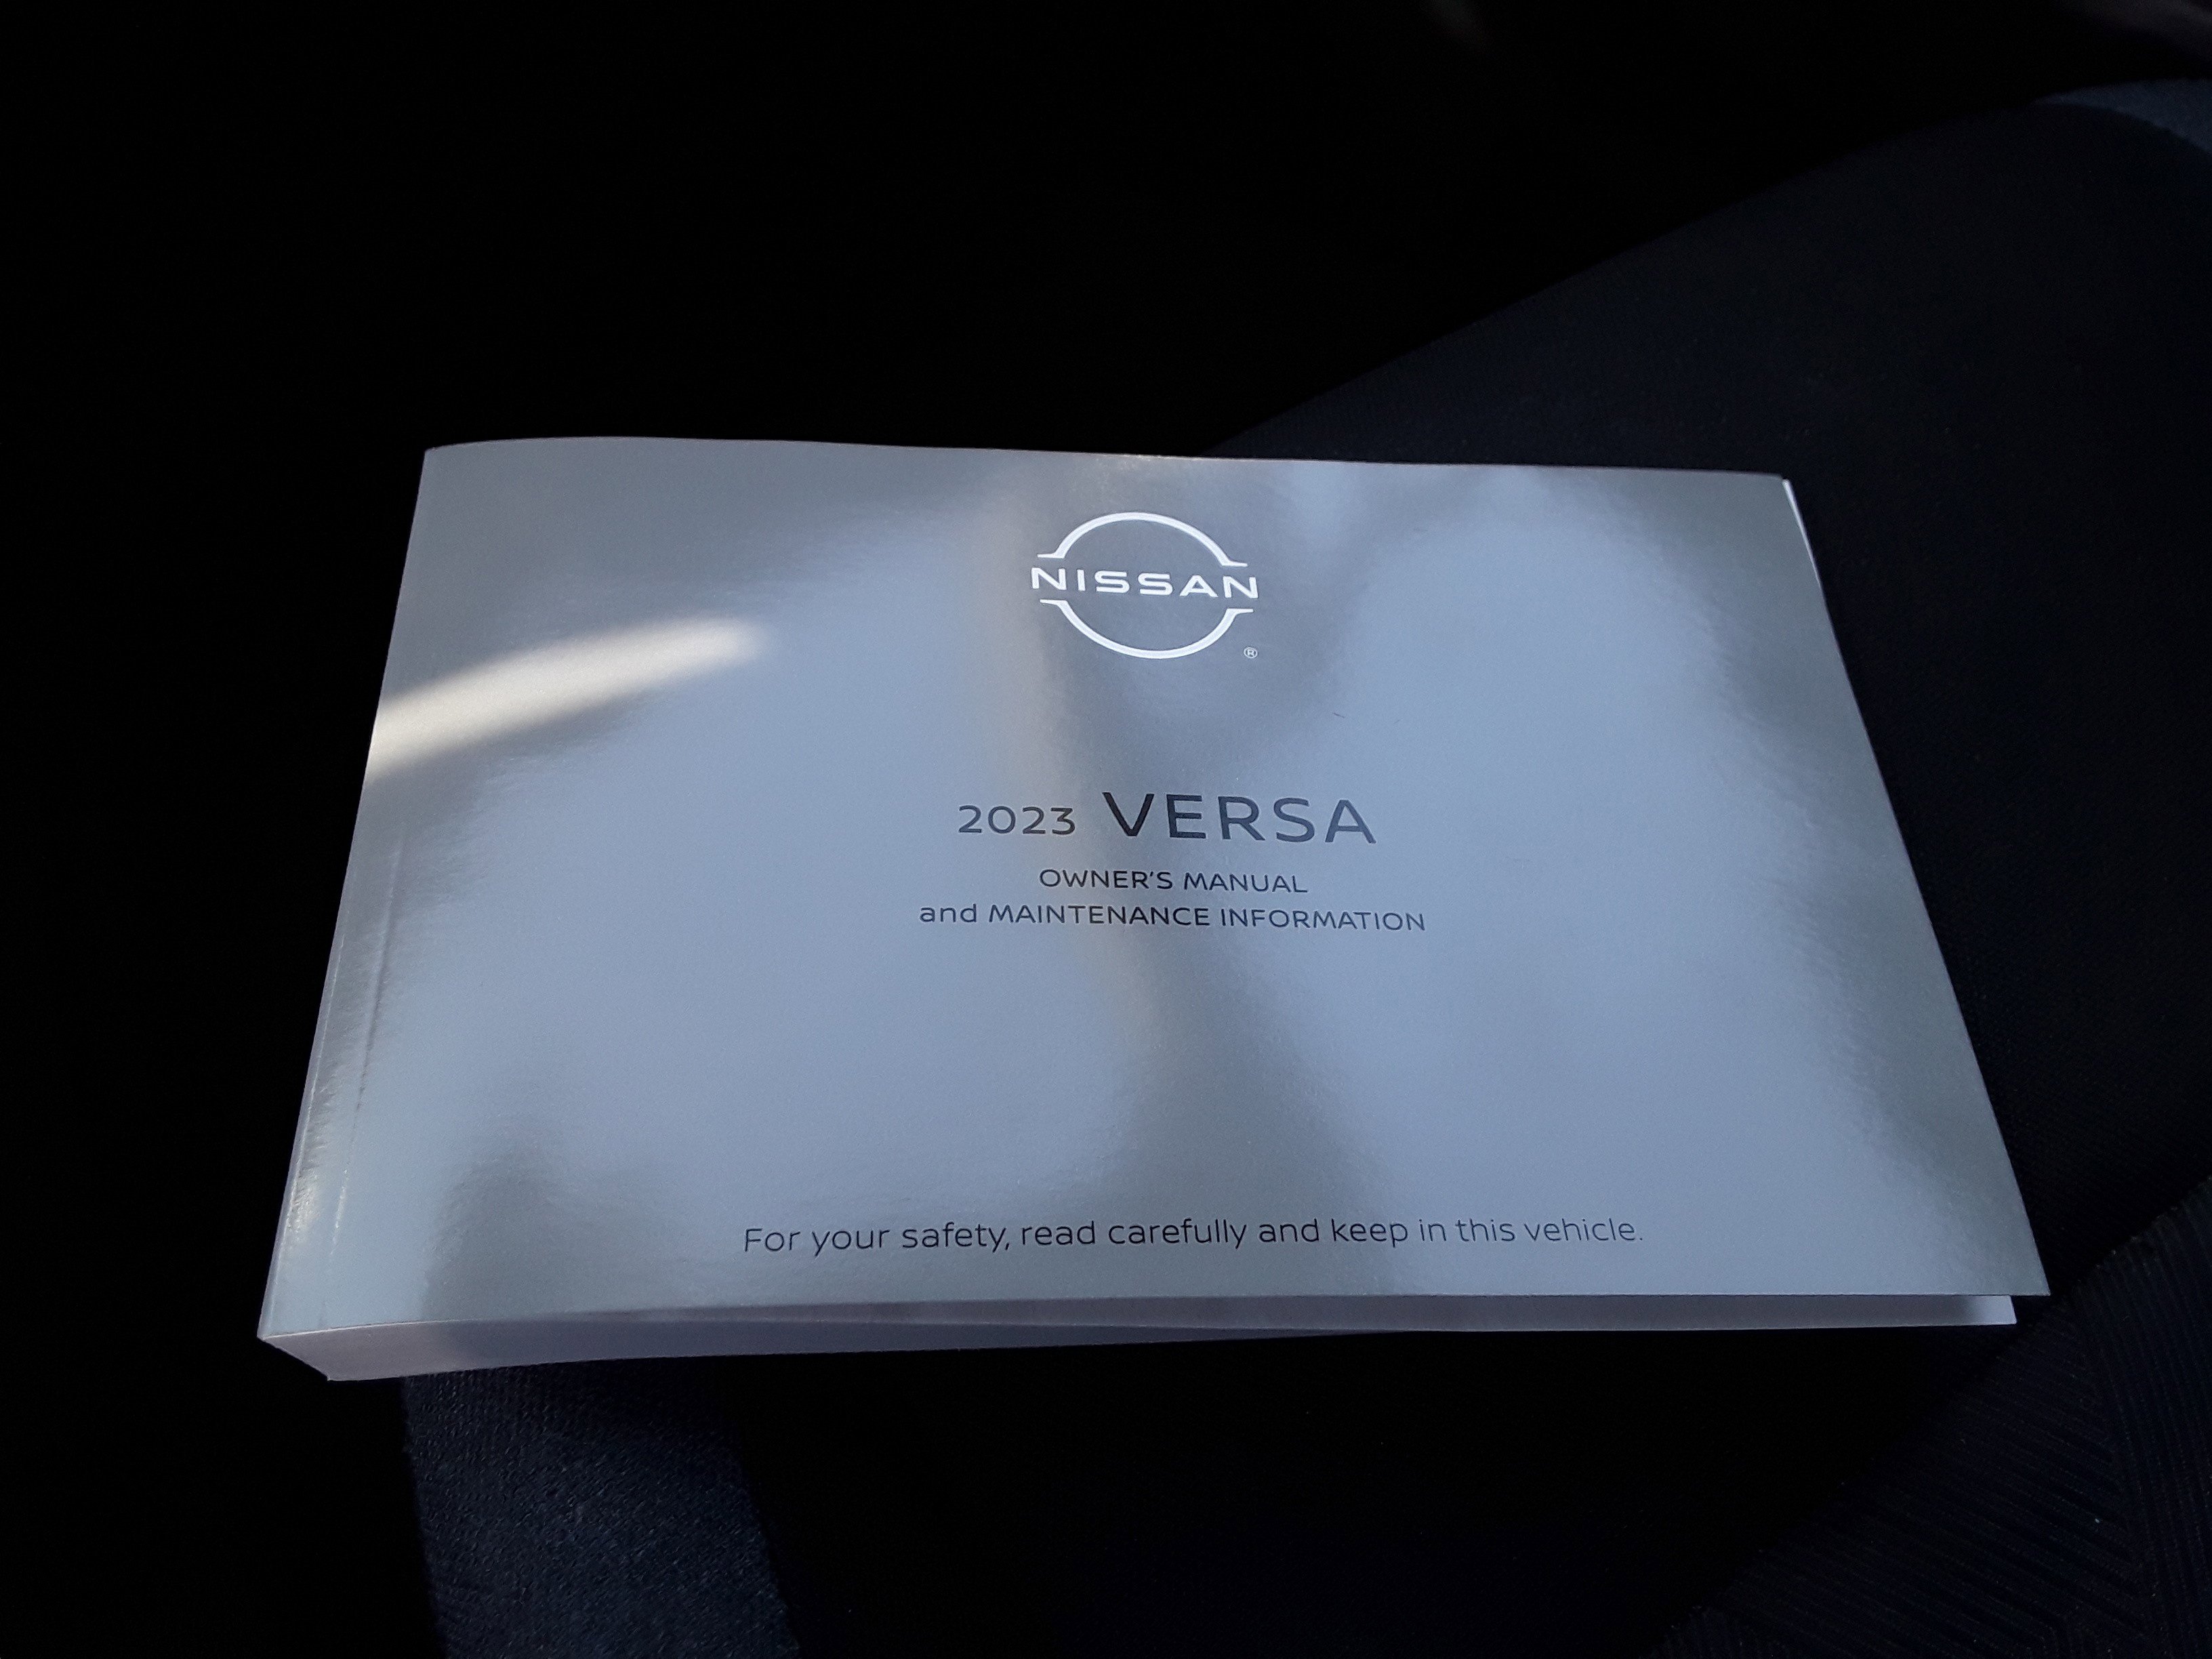 NISSAN
®
2023 VERSA
OWNER'S MANUAL
and MAINTENANCE INFORMATION
For your safety, read carefully and keep in this vehicle.